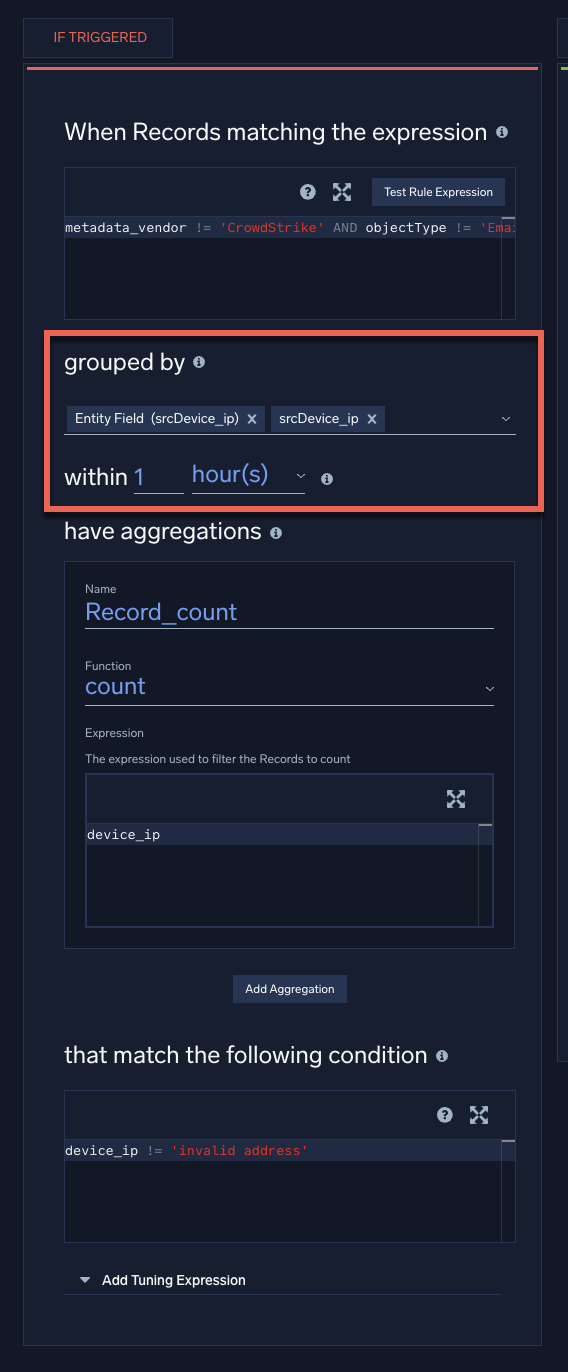 IF TRIGGERED
When Records matching the expression
Test Rule Expression
metadata_vendor != 'CrowdStrike' AND objectType != 'Emai
grouped by
Entity Field (srcDevice_ip) srcDevice_ip
within 1 hour(s)
have aggregations
Name
Record_count
Function
count
Expression
The expression used to filter the Records to count
device_ip
Add Aggregation
that match the following condition
device_ip != 'invalid address'
Add Tuning Expression